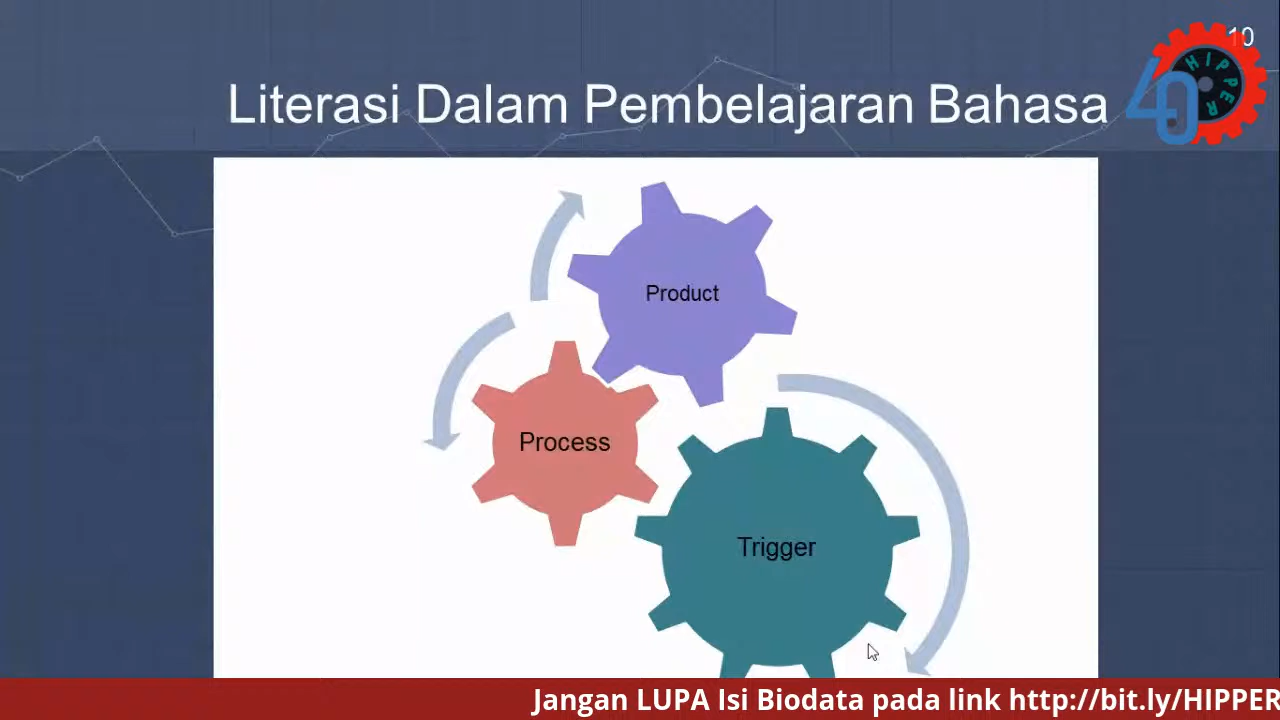 10
HIPPER
40
Literasi Dalam Pembelajaran Bahasa
Product
Process
Trigger
Jangan LUPA Isi Biodata pada link http://bit.ly/HIPPER